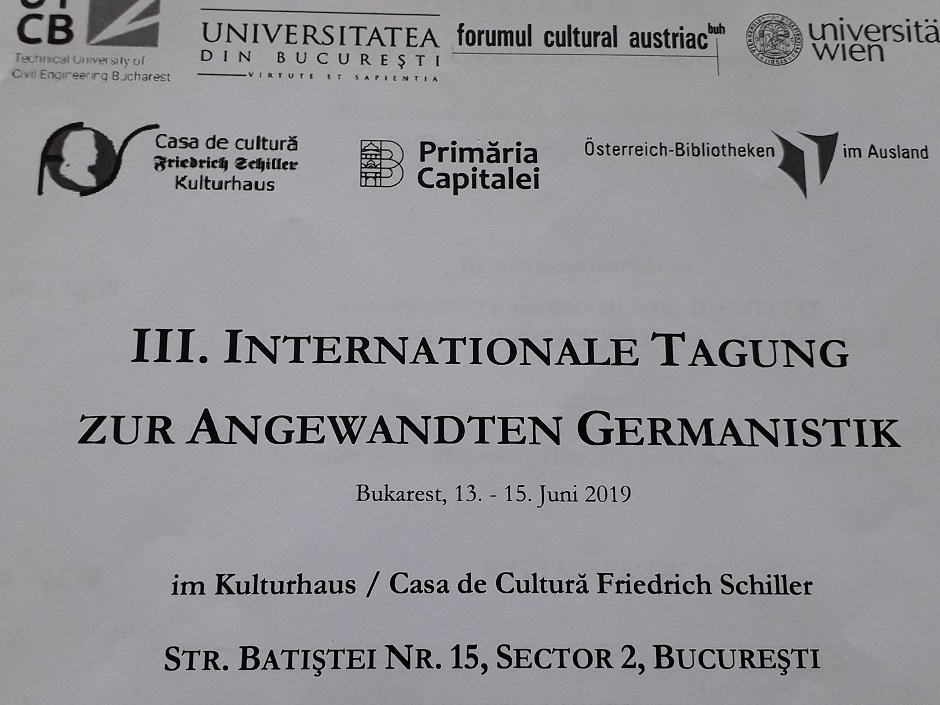 UTCB
Technical University of
Civil Engineering Bucharest
UNIVERSITATEA
DIN BUCUREŞTI
VIRTUTE ET SAPIENTIA
forumul cultural austriac buh
universitä
wien
Casa de cultură
Friedrich Schiller
Kulturhaus
Primăria
Capitalei
Österreich-Bibliotheken im Ausland
III. INTERNATIONALE TAGUNG
ZUR ANGEWANDTEN GERMANISTIK
Bukarest, 13. - 15. Juni 2019
im Kulturhaus / Casa de Cultură Friedrich Schiller
STR. BATIŞTEI NR. 15, SECTOR 2, BUCUREŞTI